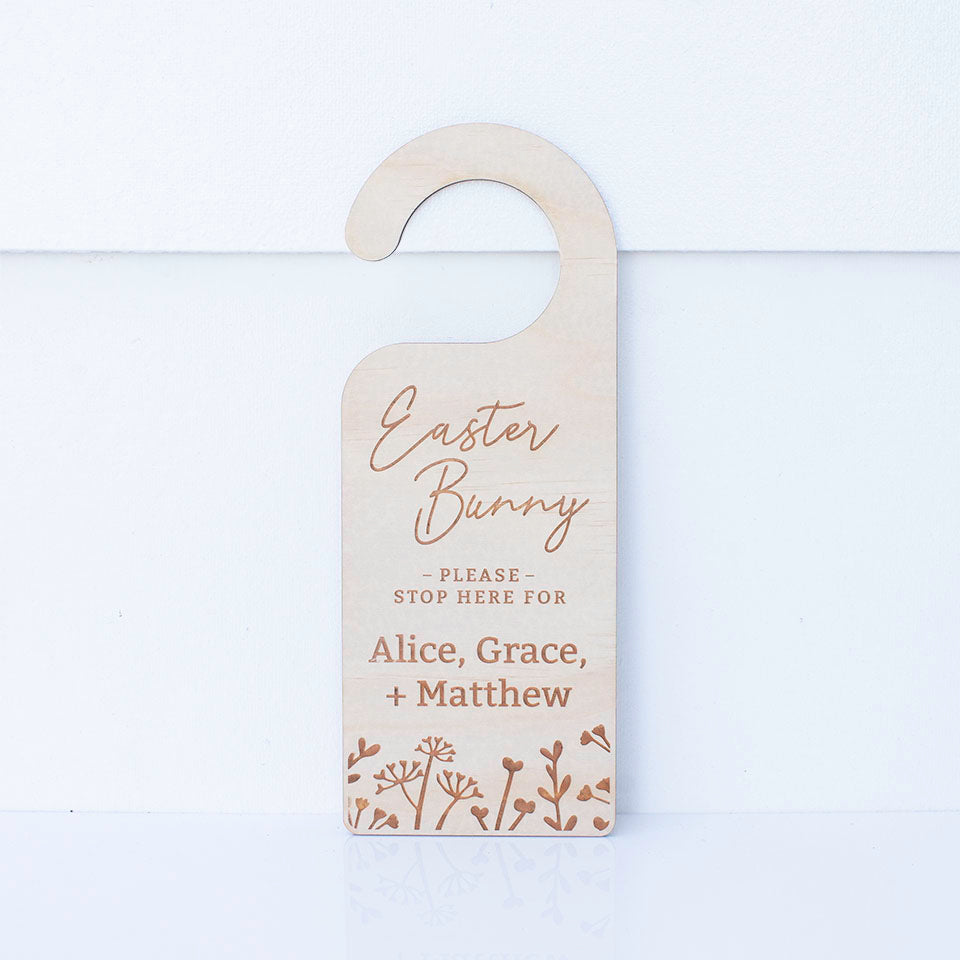 Easter
Bunny
– PLEASE –
STOP HERE FOR
Alice, Grace,
+ Matthew